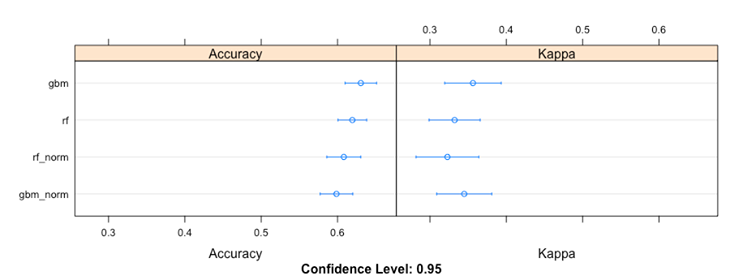 0.3 0.4 0.5 0.6
Accuracy Kappa
gbm
rf
rf_norm
gbm_norm
0.3 0.4 0.5 0.6
Accuracy Kappa
Confidence Level: 0.95